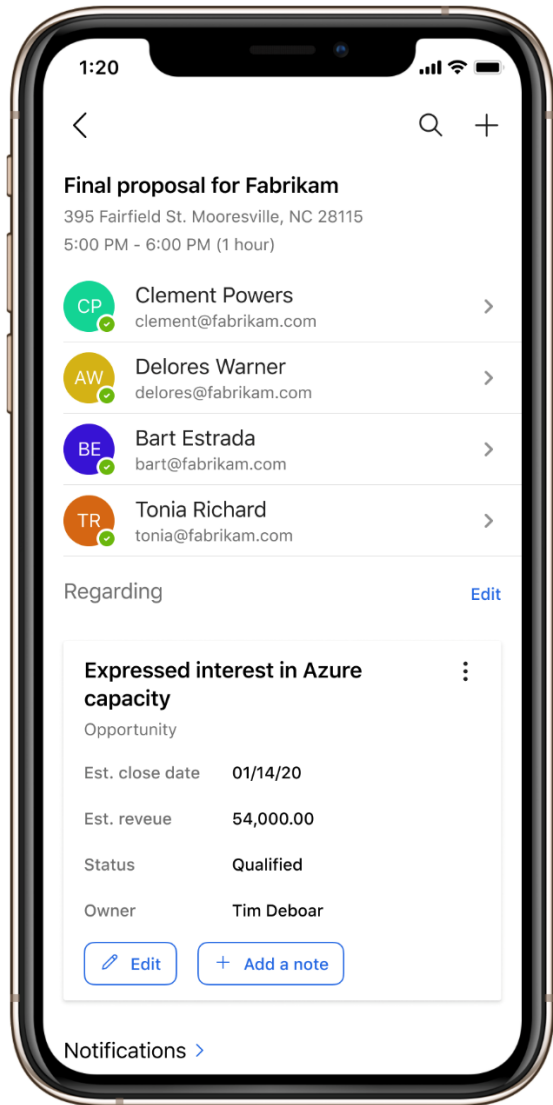 1:20
Final proposal for Fabrikam
395 Fairfield St. Mooresville, NC 28115
5:00 PM - 6:00 PM (1 hour)
CP
Clement Powers
clement@fabrikam.com
AW
Delores Warner
delores@fabrikam.com
BE
Bart Estrada
bart@fabrikam.com
TR
Tonia Richard
tonia@fabrikam.com
Regarding Edit
Expressed interest in Azure
capacity
Opportunity
Est. close date 01/14/20
Est. reveue 54,000.00
Status Qualified
Owner Tim Deboar
Edit + Add a note
Notifications >